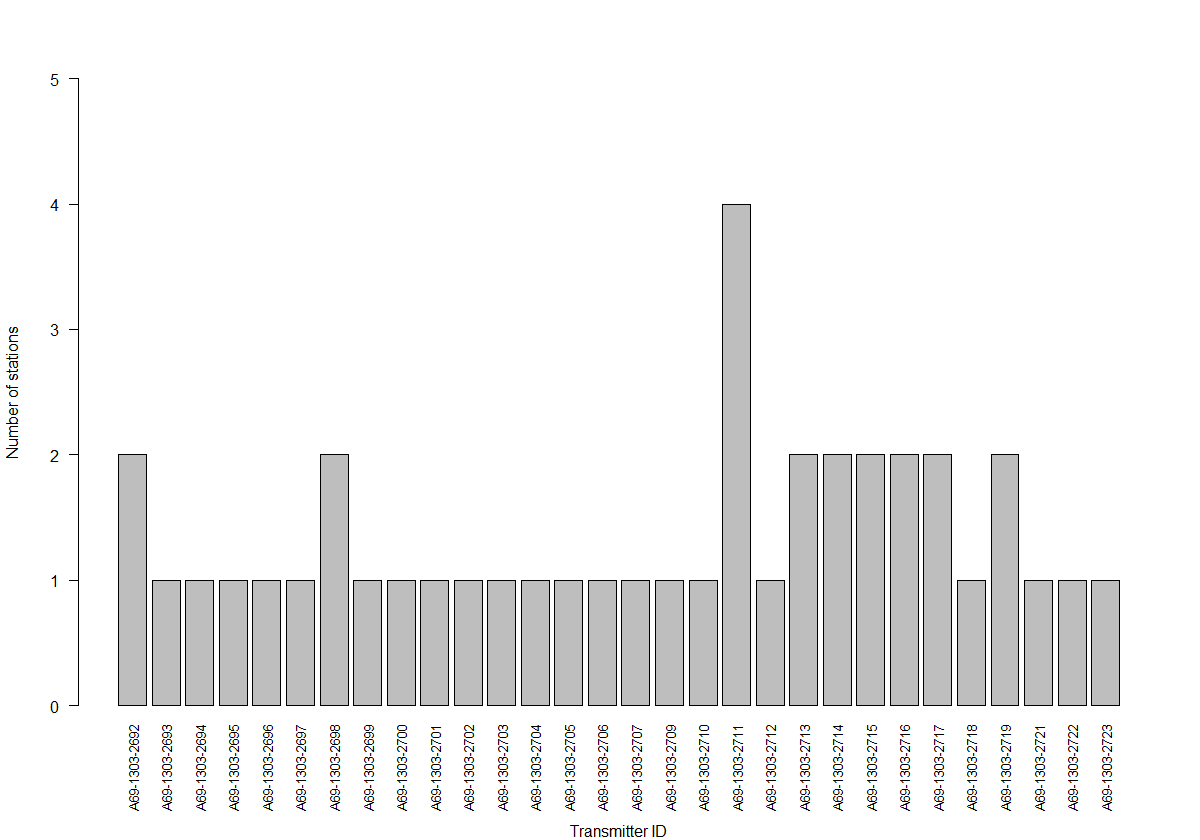 5
4
3
2
1
0
Number of stations
A69-1303-2692
A69-1303-2693
A69-1303-2694
A69-1303-2695
A69-1303-2696
A69-1303-2697
A69-1303-2698
A69-1303-2699
A69-1303-2700
A69-1303-2701
A69-1303-2702
A69-1303-2703
A69-1303-2704
A69-1303-2705
A69-1303-2706
A69-1303-2707
A69-1303-2709
A69-1303-2710
A69-1303-2711
A69-1303-2712
A69-1303-2713
A69-1303-2714
A69-1303-2715
A69-1303-2716
A69-1303-2717
A69-1303-2718
A69-1303-2719
A69-1303-2721
A69-1303-2722
A69-1303-2723
Transmitter ID